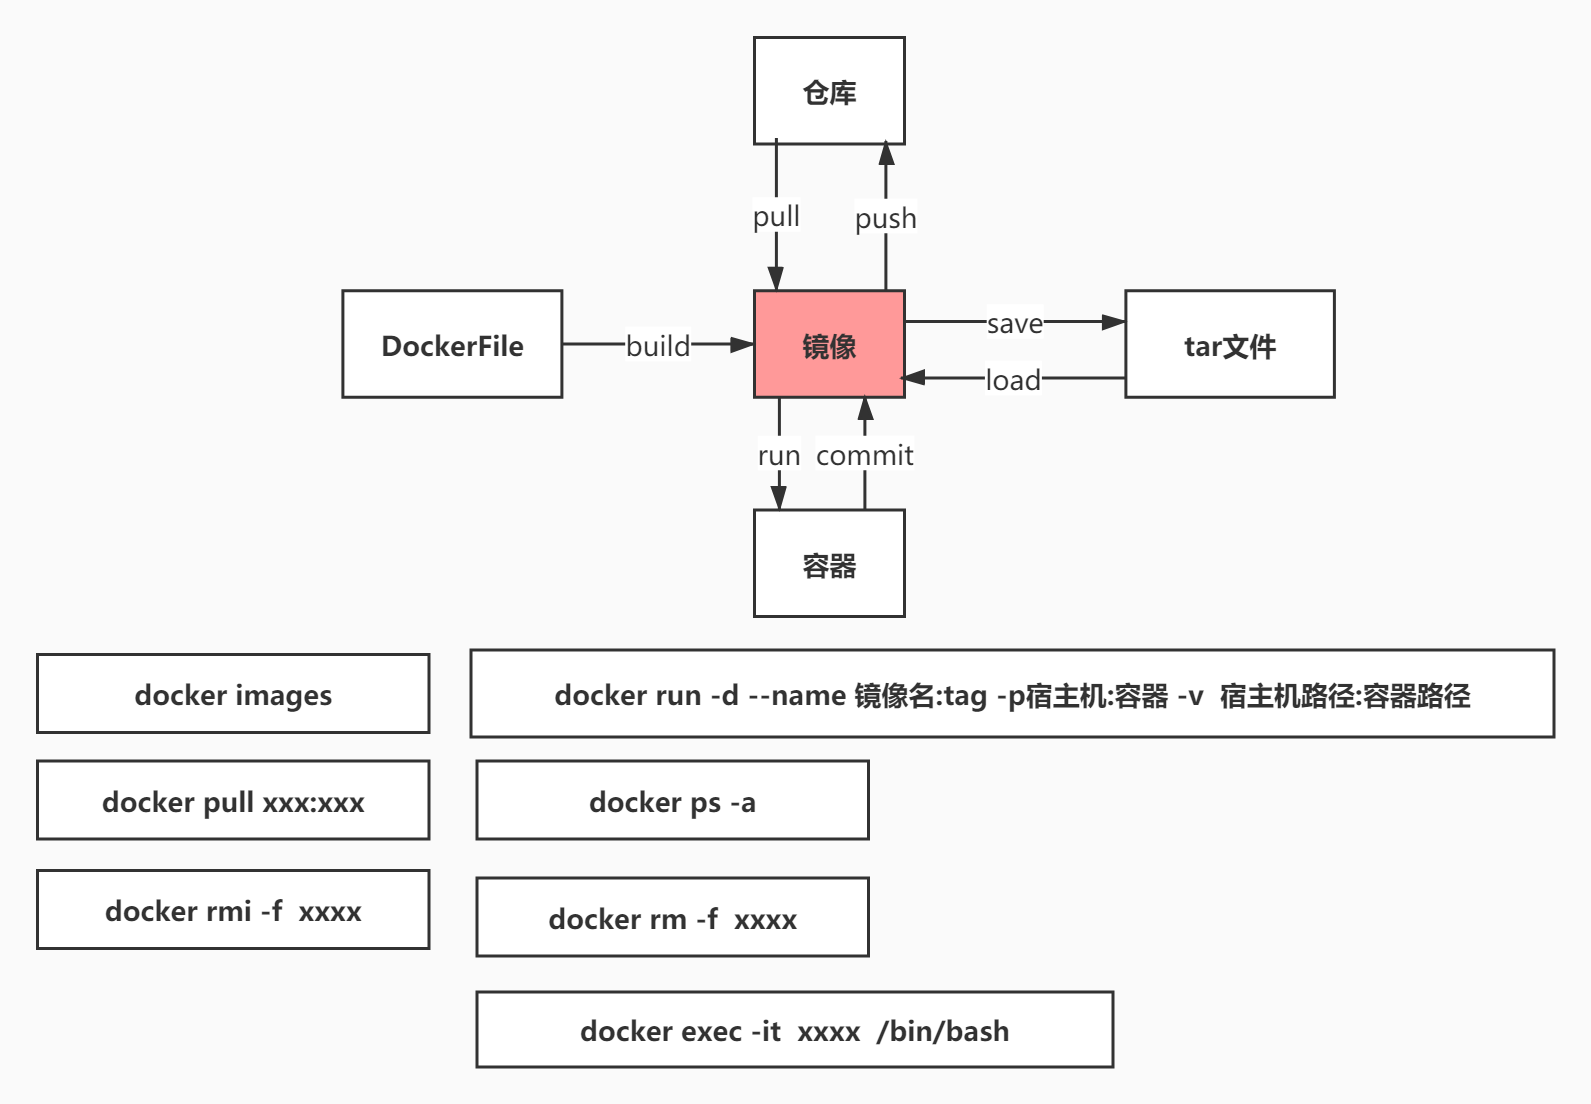 仓库
pull
push
DockerFile
build
镜像
save
load
tar文件
run
commit
容器
docker images
docker run -d --name 镜像名:tag -p宿主机:容器 -v  宿主机路径:容器路径
docker pull xxx:xxx
docker ps -a
docker rmi -f  xxxx
docker rm -f  xxxx
docker exec -it  xxxx  /bin/bash